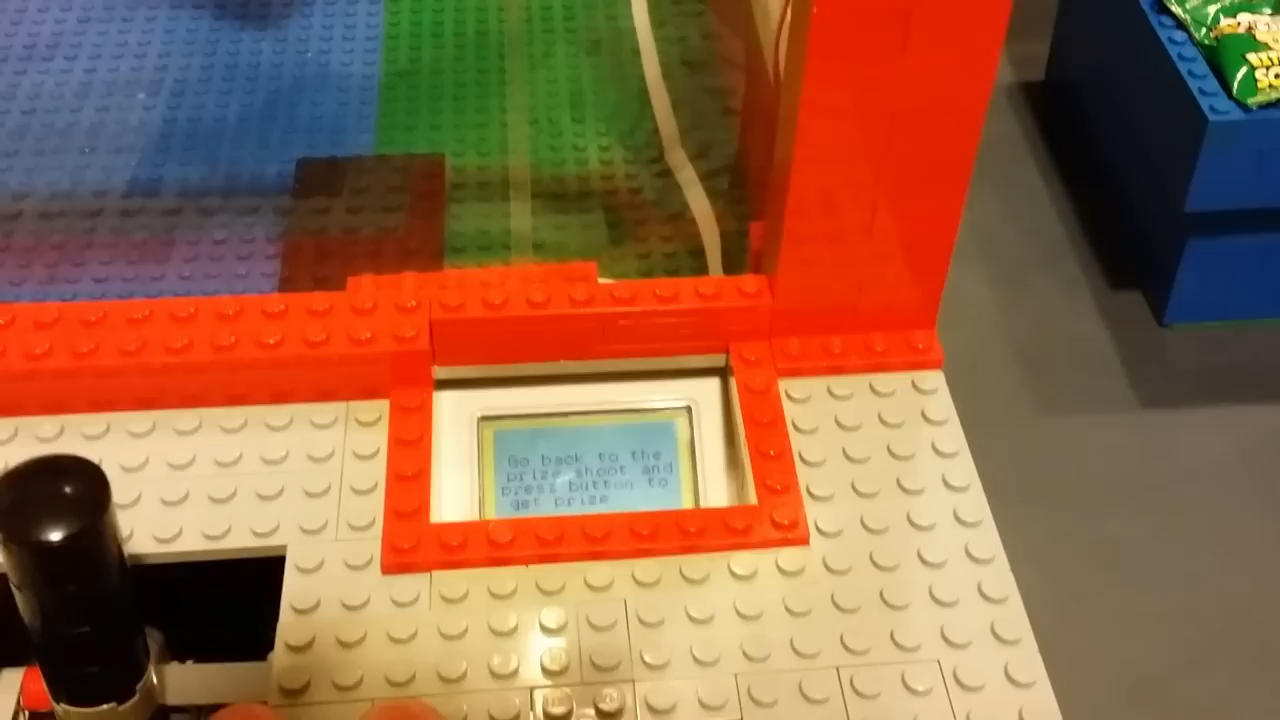 Go back to the
prize shoot and
press button to
get prize